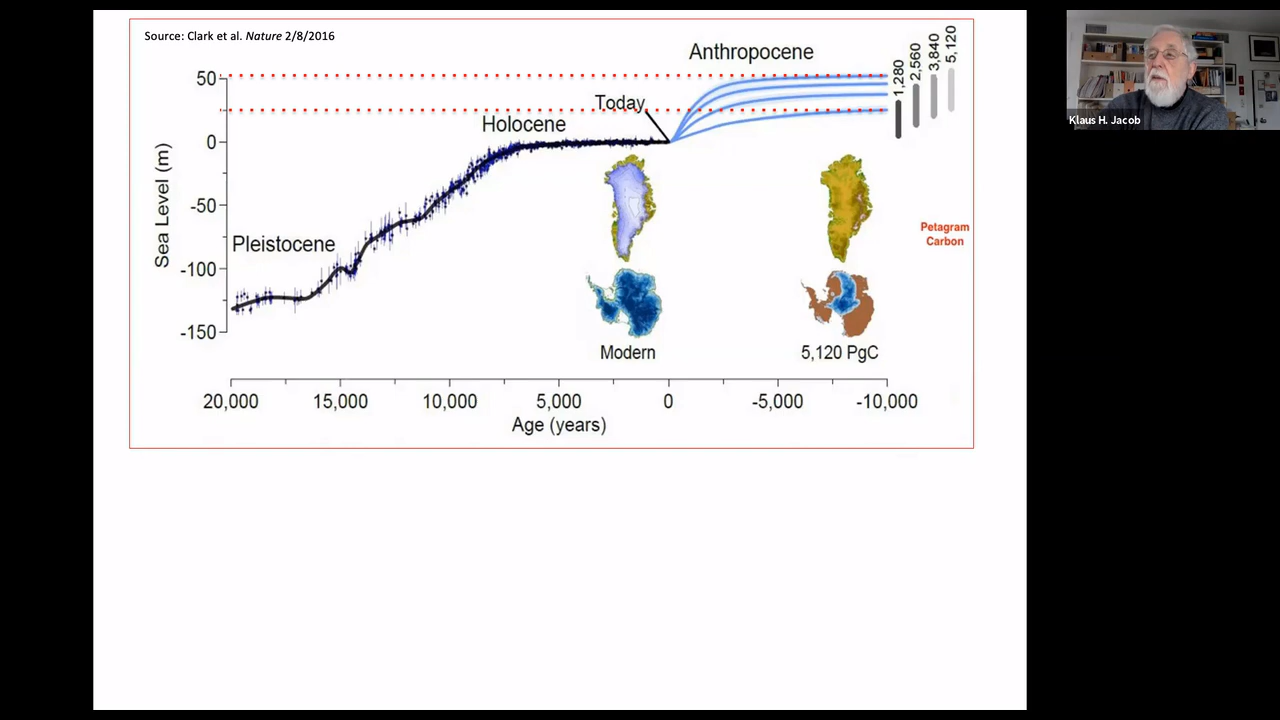 Source: Clark et al. Nature 2/8/2016
Anthropocene
1,280
2,560
3,840
5,120
Today
Holocene
Pleistocene
Sea Level (m)
50
0
-50
-100
-150
Petagram
Carbon
Modern
5,120 PgC
20,000 15,000 10,000 5,000 0 -5,000 -10,000
Age (years)
Klaus H. Jacob